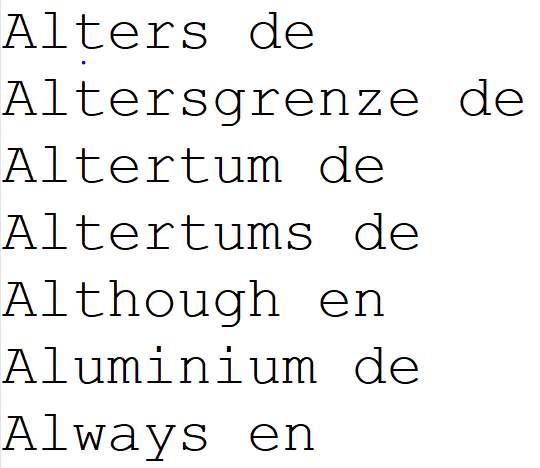 Alters de
Altersgrenze de
Altertum de
Altertums de
Although en
Aluminium de
Always en